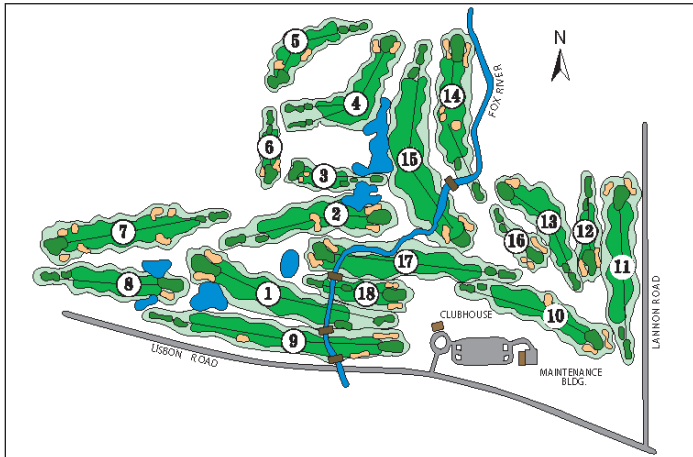 5
N
4
14
FOX RIVER
6
15
3
2
13
12
7
16
11
17
8
1
18
LANNON ROAD
CLUBHOUSE
10
9
LISBON ROAD
MAINTENANCE
BLDG.